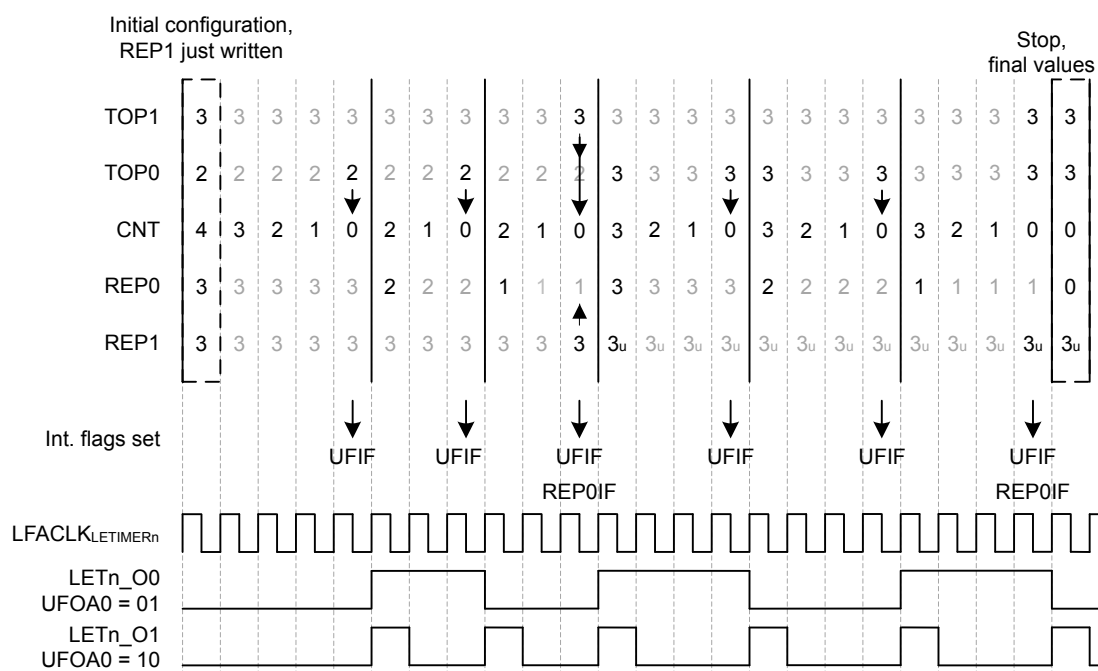 Initial configuration,
REP1 just written
Stop,
final values
TOP1 3 3 3 3 3 3 3 3 3 3 3 3 3 3 3 3 3 3 3 3 3 3 3 3
TOP0 2 2 2 2 2 2 2 2 2 2 2 3 3 3 3 3 3 3 3 3 3 3 3 3
CNT 4 3 2 1 0 2 1 0 2 1 0 3 2 1 0 3 2 1 0 3 2 1 0 0
REP0 3 3 3 3 3 2 2 2 1 1 1 3 3 3 3 2 2 2 2 1 1 1 1 0
REP1 3 3 3 3 3 3 3 3 3 3 3 3u 3u 3u 3u 3u 3u 3u 3u 3u 3u 3u 3u 3u
Int. flags set
UFIF UFIF UFIF UFIF UFIF UFIF
REP0IF REP0IF
LFACLKLETIMERn
LETn_O0
UFOA0 = 01
LETn_O1
UFOA0 = 10